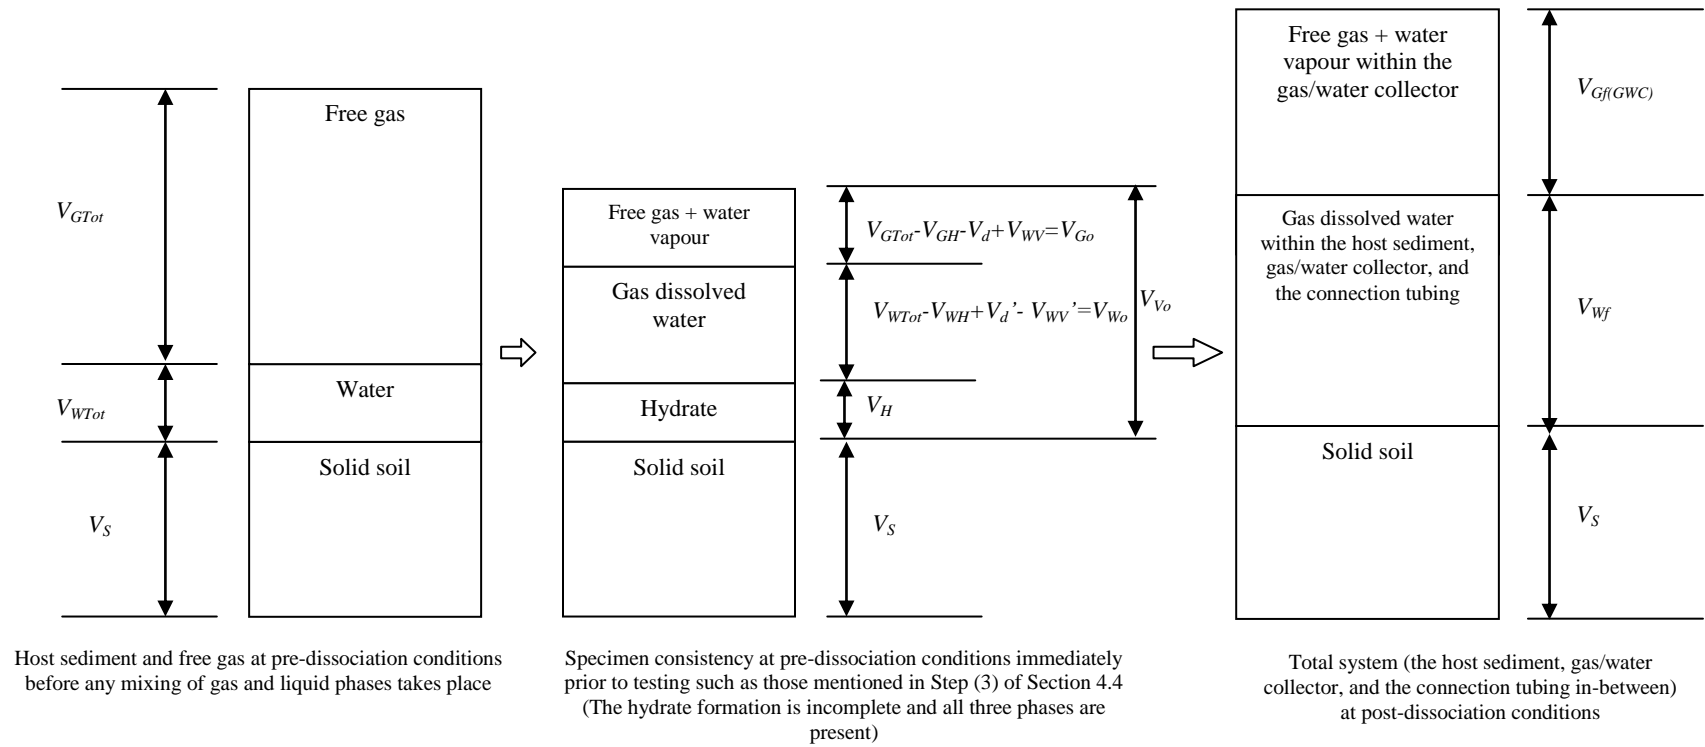 Free gas
V_GTot
Water
V_WTot
Solid soil
V_S
Host sediment and free gas at pre-dissociation conditions
before any mixing of gas and liquid phases takes place
Free gas + water
vapour
V_GTot-V_GH-V_d+V_WV=V_Go
Gas dissolved
water
V_WTot-V_WH+V_d’- V_WV’=V_Wo
V_Vo
Hydrate
V_H
Solid soil
V_S
Specimen consistency at pre-dissociation conditions immediately
prior to testing such as those mentioned in Step (3) of Section 4.4
(The hydrate formation is incomplete and all three phases are
present)
Free gas + water
vapour within the
gas/water collector
V_Gf(GWC)
Gas dissolved water
within the host sediment,
gas/water collector, and
the connection tubing
V_Wf
Solid soil
V_S
Total system (the host sediment, gas/water
collector, and the connection tubing in-between)
at post-dissociation conditions